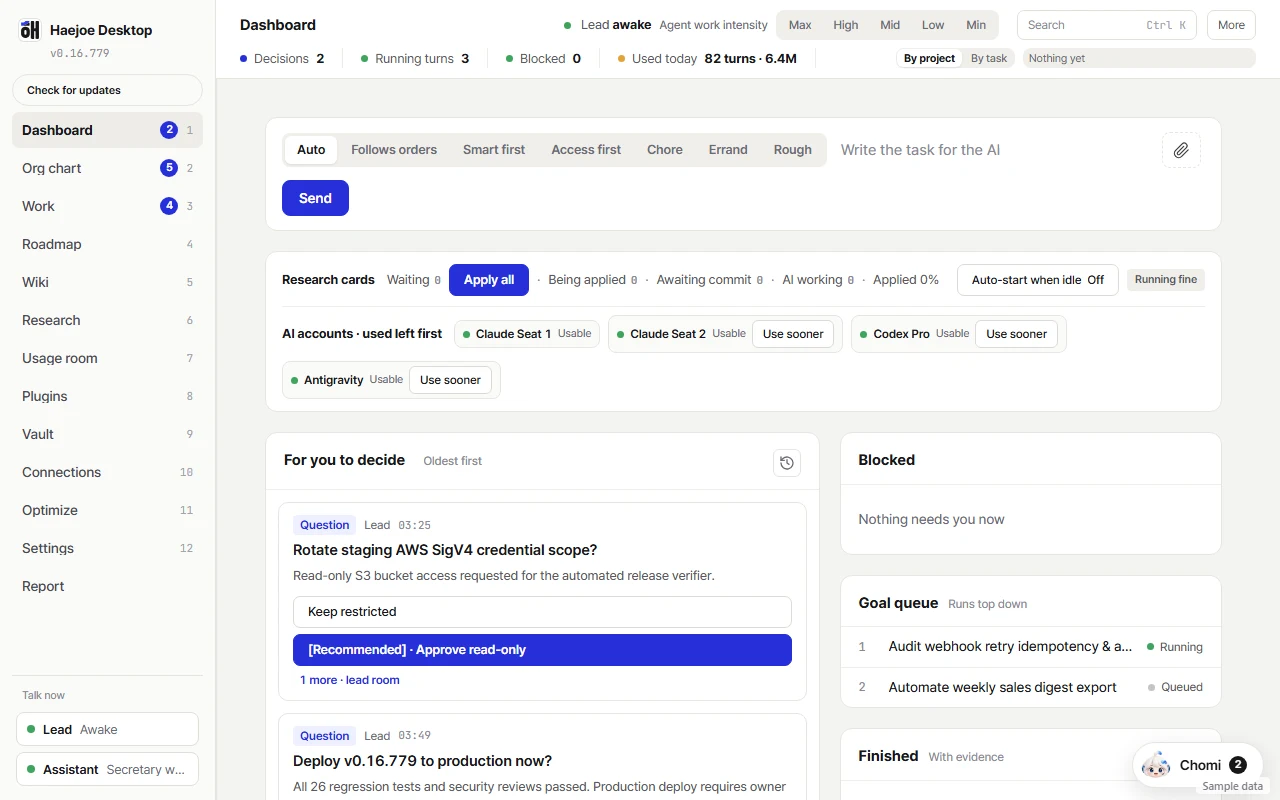 Haejoe Desktop
v0.16.779
Check for updates
Dashboard 2 1
Org chart 5 2
Work 4 3
Roadmap 4
Wiki 5
Research 6
Usage room 7
Plugins 8
Vault 9
Connections 10
Optimize 11
Settings 12
Report
Talk now
Lead Awake
Assistant Secretary w...
Dashboard
Lead awake Agent work intensity Max High Mid Low Min Search Ctrl K More
Decisions 2 Running turns 3 Blocked 0 Used today 82 turns · 6.4M By project By task Nothing yet
Auto Follows orders Smart first Access first Chore Errand Rough Write the task for the AI
Send
Research cards Waiting 0 Apply all · Being applied 0 · Awaiting commit 0 · AI working 0 · Applied 0% Auto-start when idle Off Running fine
AI accounts · used left first Claude Seat 1 Usable Claude Seat 2 Usable Use sooner Codex Pro Usable Use sooner
Antigravity Usable Use sooner
For you to decide Oldest first
Question Lead 03:25
Rotate staging AWS SigV4 credential scope?
Read-only S3 bucket access requested for the automated release verifier.
Keep restricted
[Recommended] · Approve read-only
1 more · lead room
Question Lead 03:49
Deploy v0.16.779 to production now?
All 26 regression tests and security reviews passed. Production deploy requires owner
Blocked
Nothing needs you now
Goal queue Runs top down
1 Audit webhook retry idempotency & a... Running
2 Automate weekly sales digest export Queued
Finished With evidence
Chomi 2
Sample data